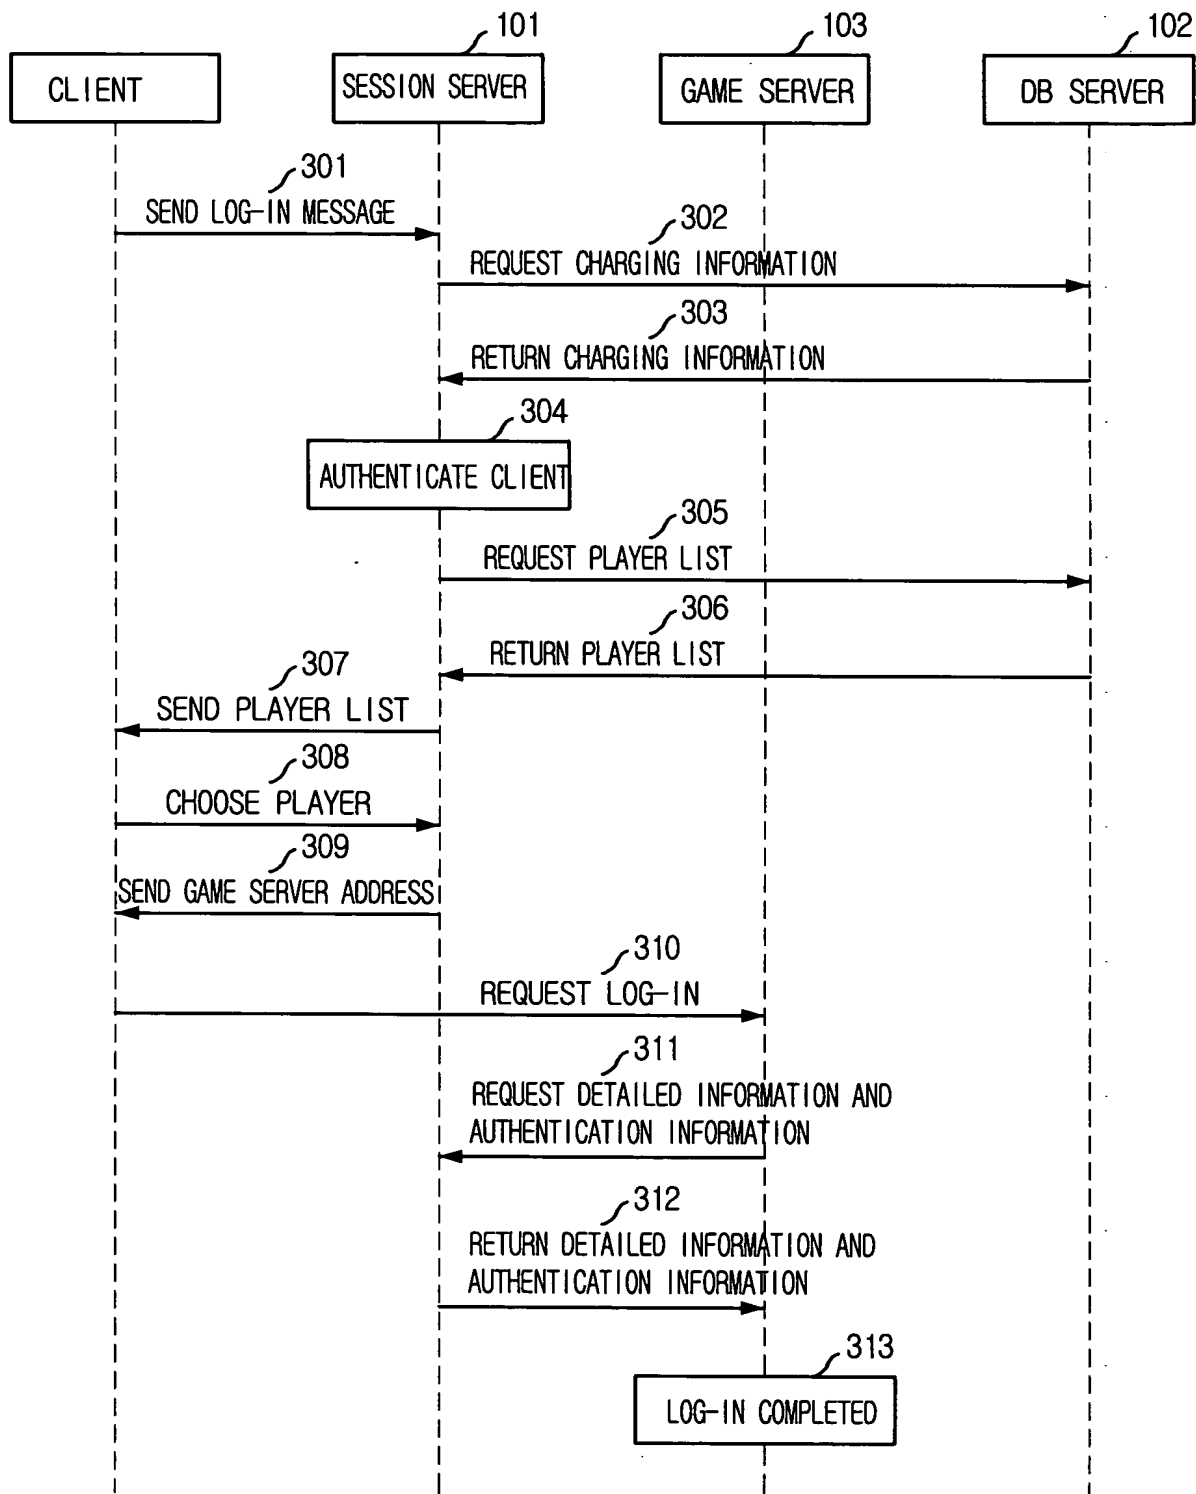 101
103
102
CLIENT
SESSION SERVER
GAME SERVER
DB SERVER
301
SEND LOG-IN MESSAGE
302
REQUEST CHARGING INFORMATION
303
RETURN CHARGING INFORMATION
304
AUTHENTICATE CLIENT
305
REQUEST PLAYER LIST
306
RETURN PLAYER LIST
307
SEND PLAYER LIST
308
CHOOSE PLAYER
309
SEND GAME SERVER ADDRESS
310
REQUEST LOG-IN
311
REQUEST DETAILED INFORMATION AND
AUTHENTICATION INFORMATION
312
RETURN DETAILED INFORMATION AND
AUTHENTICATION INFORMATION
313
LOG-IN COMPLETED